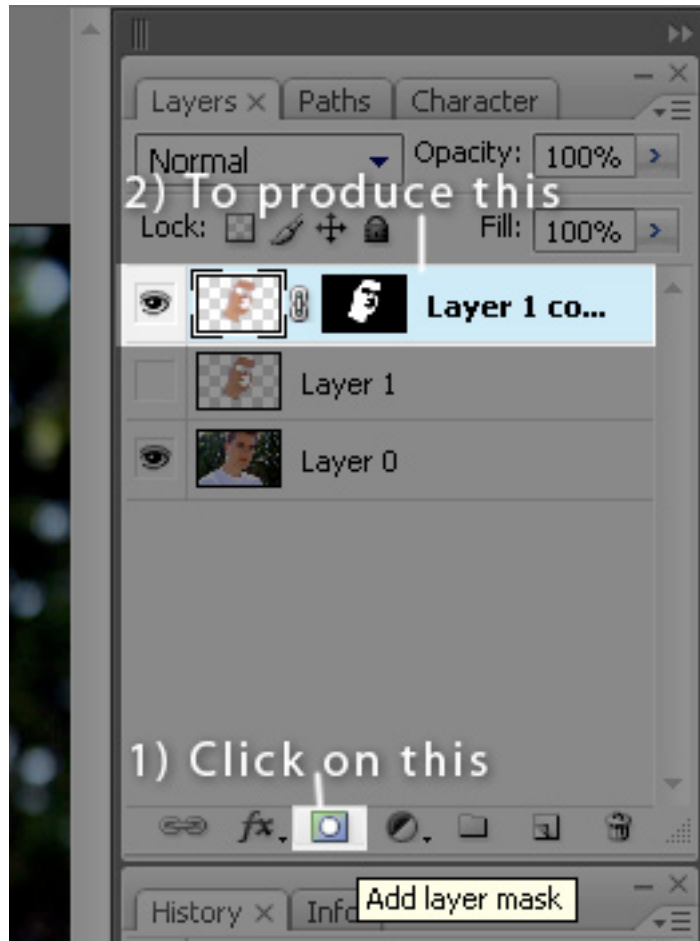 Layers × Paths Character
Normal Opacity: 100%
2) To produce this
Lock: Fill: 100%
Layer 1 co...
Layer 1
Layer 0
1) Click on this
fx.
Add layer mask
History × Info